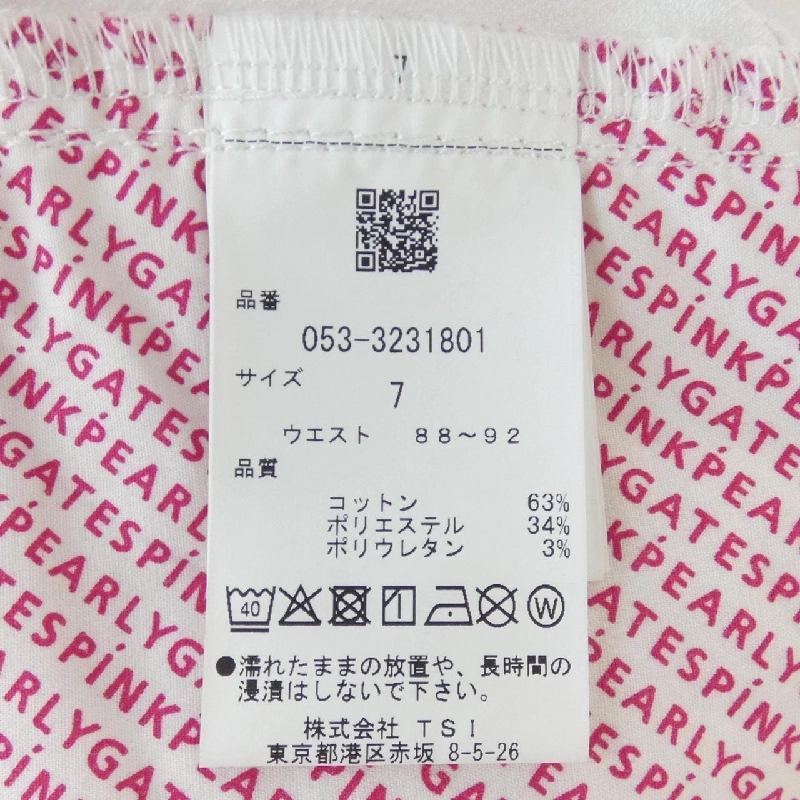 品番
053-3231801
サイズ
7
ウエスト 88～92
品質
コットン 63%
ポリエステル 34%
ポリウレタン 3%
40
W
●濡れたままの放置や、長時間の
浸漬はしないで下さい。
株式会社 TSI
東京都港区赤坂 8-5-26
PEARLYGATES
PINK